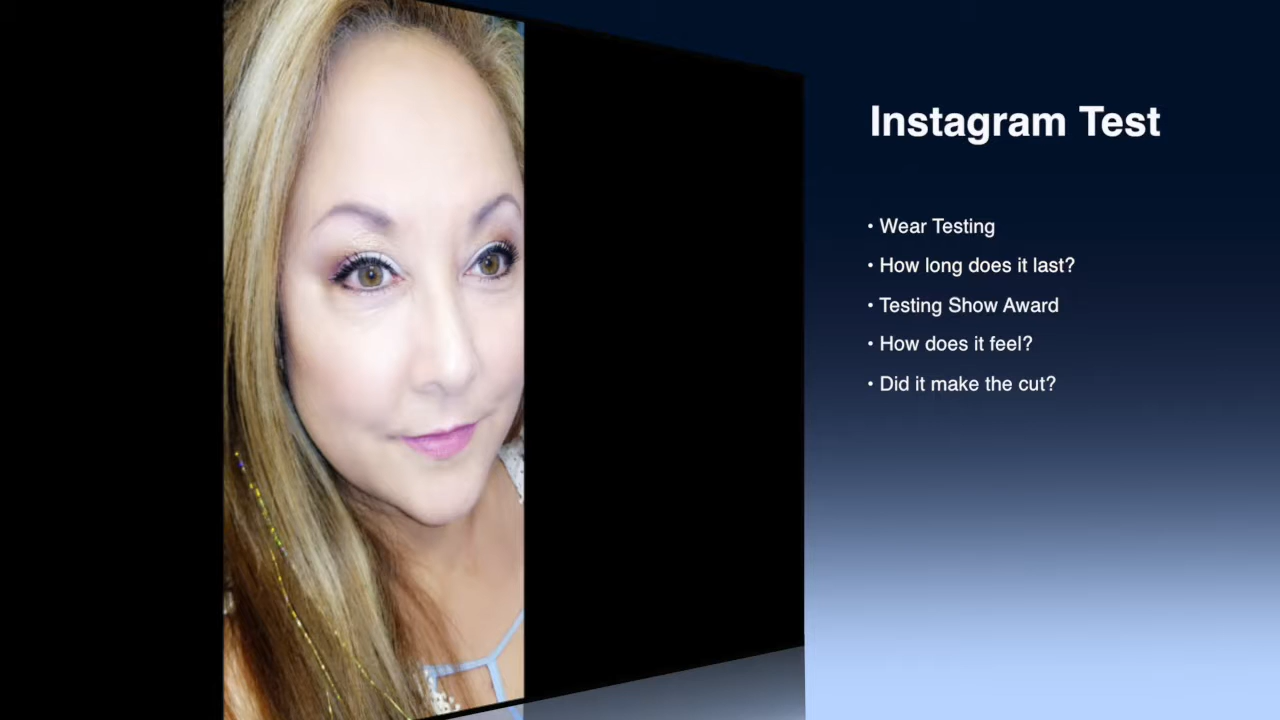 Instagram Test
• Wear Testing
• How long does it last?
• Testing Show Award
• How does it feel?
• Did it make the cut?